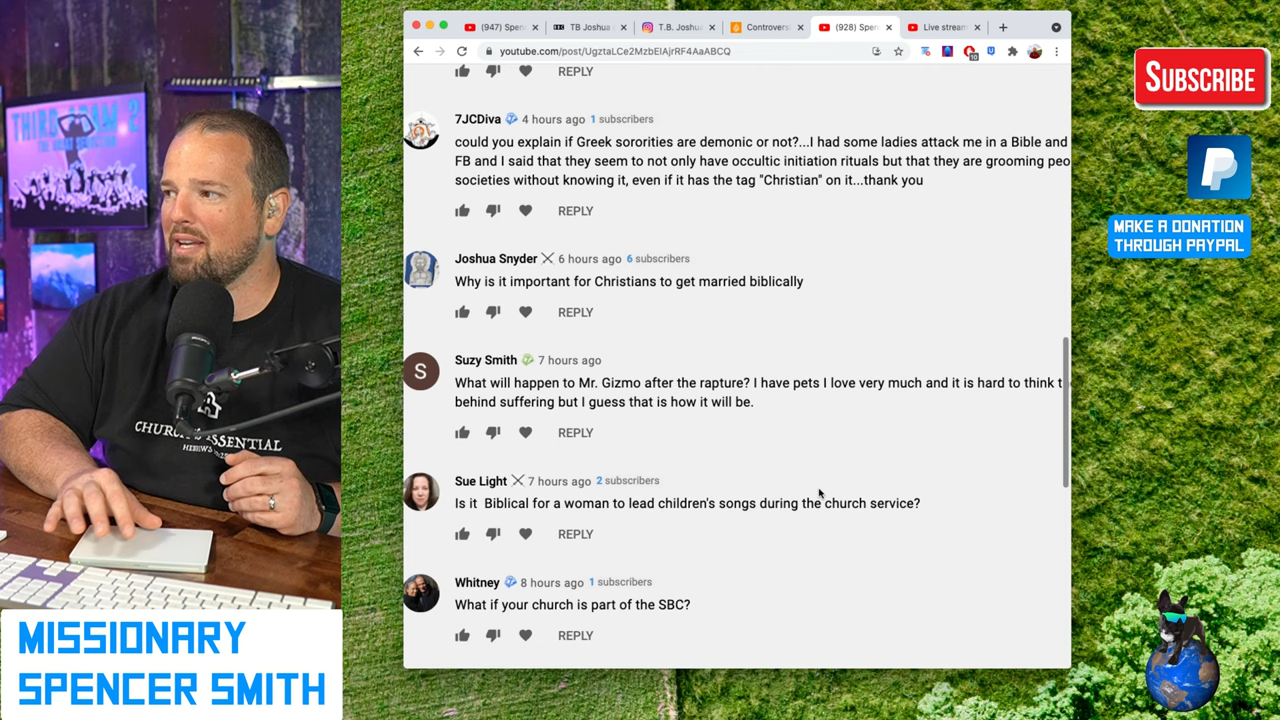 (947) Spen
TB Joshua
T.B. Joshu
Controvers
(928) Spen
Live stream
youtube.com/post/UgztaLCe2MzbEIAjrRF4AaABCQ
10
REPLY
7JCDiva 4 hours ago 1 subscribers
could you explain if Greek sororities are demonic or not?...I had some ladies attack me in a Bible and
FB and I said that they seem to not only have occultic initiation rituals but that they are grooming peo
societies without knowing it, even if it has the tag "Christian" on it...thank you
REPLY
Joshua Snyder 6 hours ago 6 subscribers
Why is it important for Christians to get married biblically
REPLY
S
Suzy Smith 7 hours ago
What will happen to Mr. Gizmo after the rapture? I have pets I love very much and it is hard to think t
behind suffering but I guess that is how it will be.
REPLY
Sue Light 7 hours ago 2 subscribers
Is it Biblical for a woman to lead children's songs during the church service?
REPLY
Whitney 8 hours ago 1 subscribers
What if your church is part of the SBC?
REPLY
SUBSCRIBE
MAKE A DONATION
THROUGH PAYPAL
MISSIONARY
SPENCER SMITH